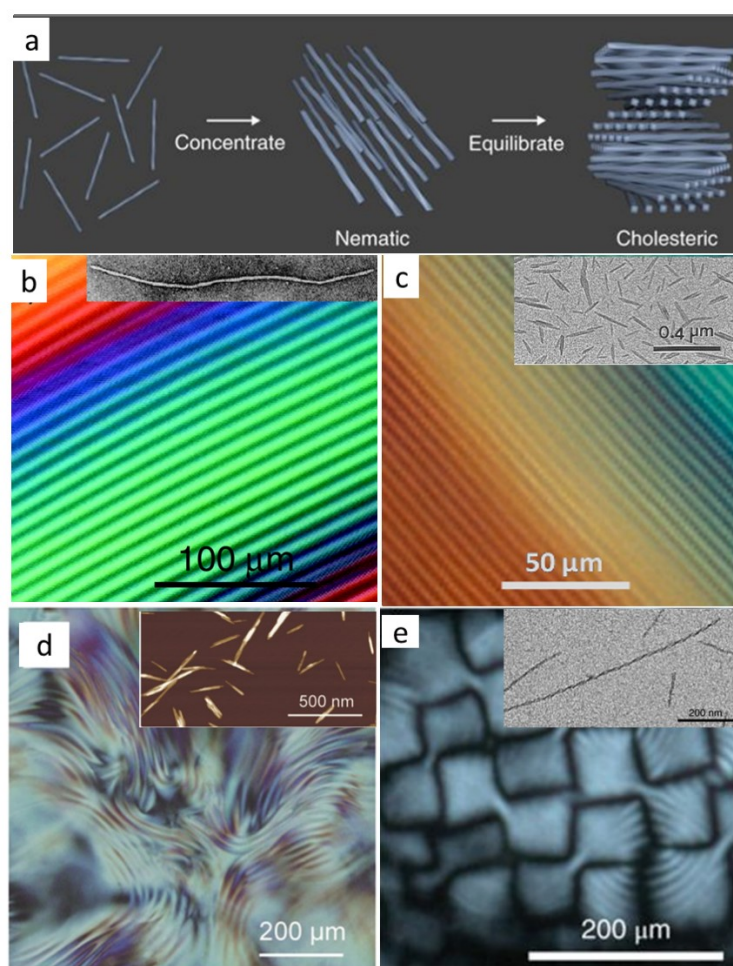 a
Concentrate
Equilibrate
Nematic
Cholesteric
b
100 μm
c
0.4 μm
50 μm
d
500 nm
200 μm
e
200 nm
200 μm